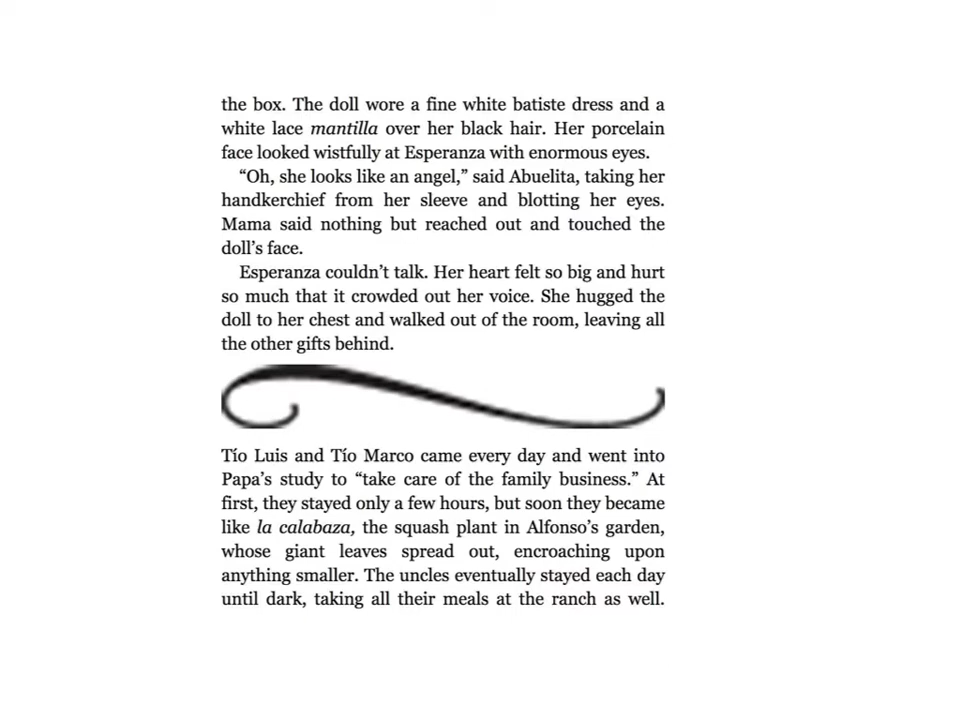 the box. The doll wore a fine white batiste dress and a
white lace mantilla over her black hair. Her porcelain
face looked wistfully at Esperanza with enormous eyes.
“Oh, she looks like an angel,” said Abuelita, taking her
handkerchief from her sleeve and blotting her eyes.
Mama said nothing but reached out and touched the
doll’s face.
Esperanza couldn’t talk. Her heart felt so big and hurt
so much that it crowded out her voice. She hugged the
doll to her chest and walked out of the room, leaving all
the other gifts behind.
Tío Luis and Tío Marco came every day and went into
Papa’s study to “take care of the family business.” At
first, they stayed only a few hours, but soon they became
like la calabaza, the squash plant in Alfonso’s garden,
whose giant leaves spread out, encroaching upon
anything smaller. The uncles eventually stayed each day
until dark, taking all their meals at the ranch as well.